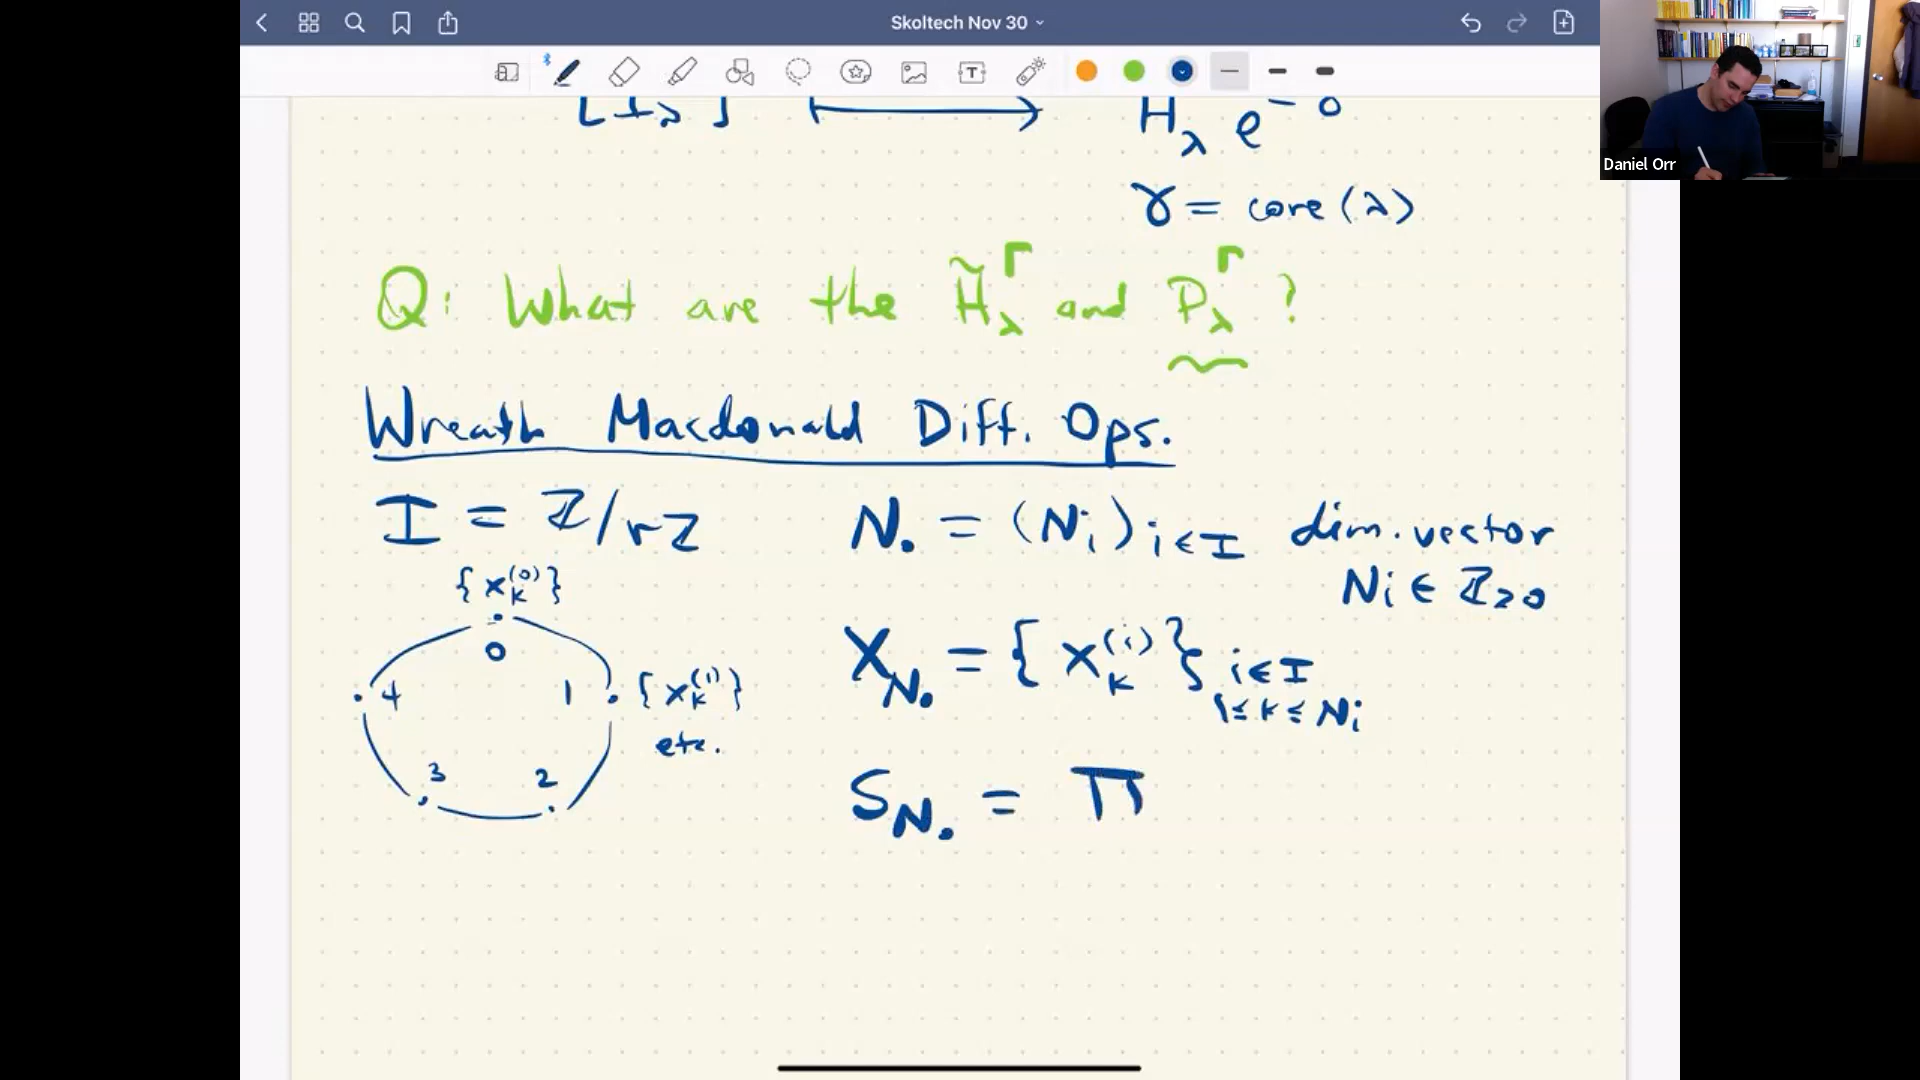 Skoltech Nov 30
Daniel Orr
H_λ e^-
γ = core(λ)
Q: What are the H̃_λ^Γ and P_λ^Γ ?
Wreath Macdonald Diff. Ops.
I = ℤ/rℤ
N. = (N_i)_{i∈I} dim. vector
N_i ∈ ℤ_{≥0}
{x_k^{(0)}}
0
1
2
3
4
{x_k^{(1)}}
etc.
X_{N.} = {x_k^{(i)}}_{i∈I, 1≤k≤N_i}
S_{N.} = Π